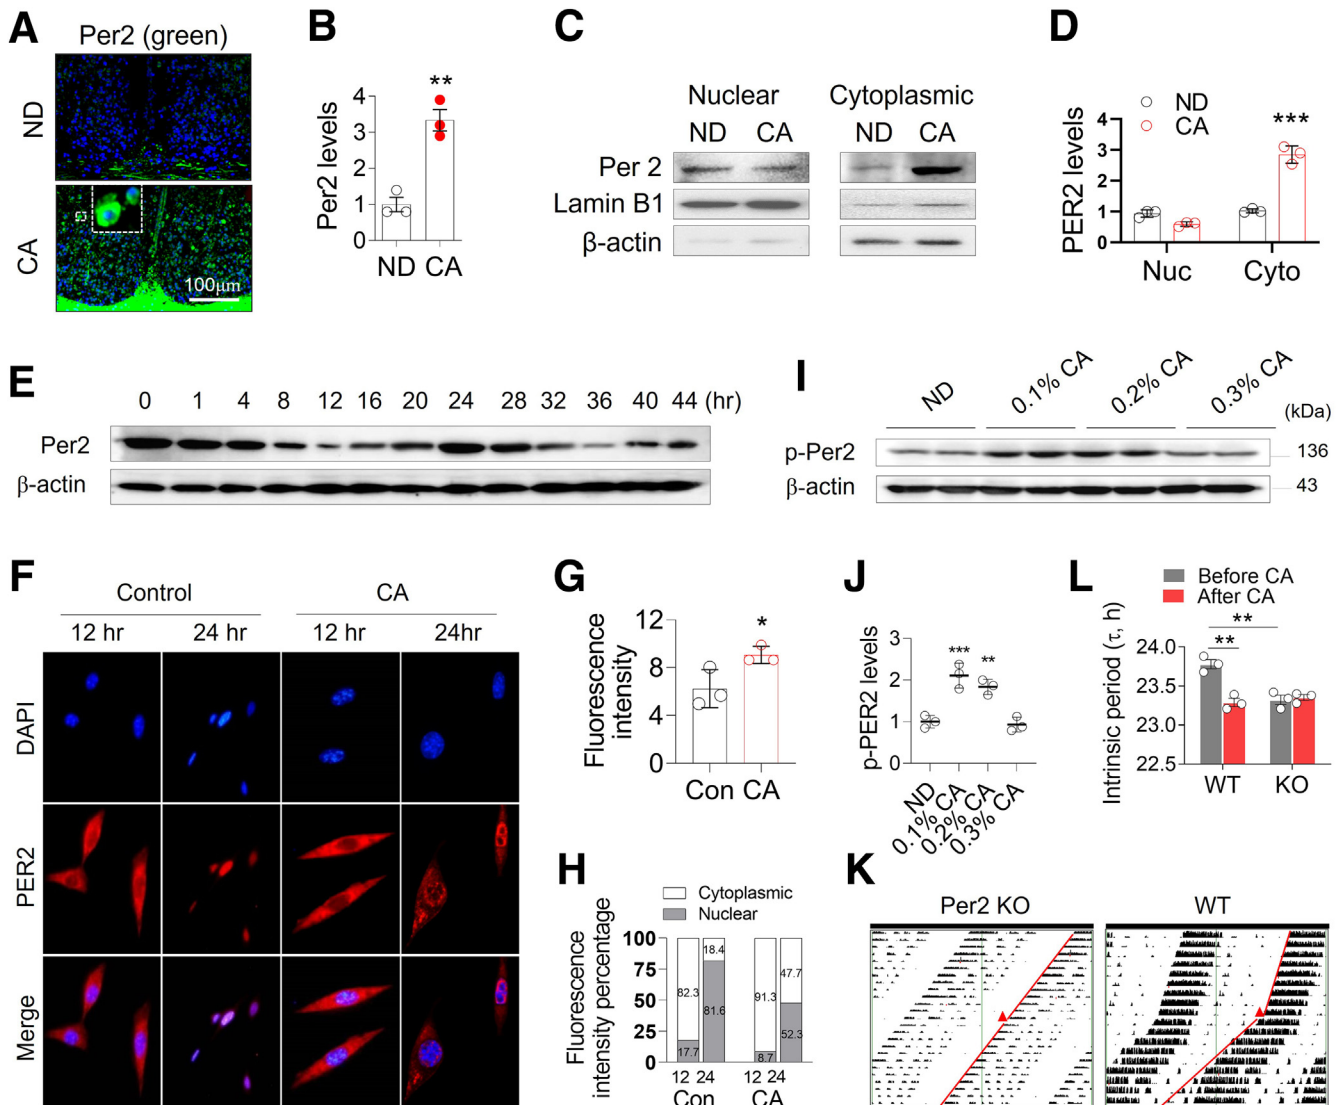 A
Per2 (green)
ND
CA
100μm
B
Per2 levels
4
3
2
1
0
**
ND CA
C
Nuclear
Cytoplasmic
ND CA
ND CA
Per 2
Lamin B1
β-actin
D
ND
CA
***
PER2 levels
4
3
2
1
0
Nuc
Cyto
E
0 1 4 8 12 16 20 24 28 32 36 40 44 (hr)
Per2
β-actin
I
ND
0.1% CA
0.2% CA
0.3% CA
(kDa)
p-Per2
136
β-actin
43
F
Control
CA
12 hr
24 hr
12 hr
24hr
DAPI
PER2
Merge
G
Fluorescence
intensity
12
8
4
0
*
Con CA
H
Cytoplasmic
Nuclear
Fluorescence
intensity percentage
100
75
50
25
0
82.3
17.7
18.4
81.6
91.3
8.7
47.7
52.3
12 24
12 24
Con
CA
J
p-PER2 levels
3
2
1
0
***
**
ND
0.1% CA
0.2% CA
0.3% CA
L
Before CA
After CA
Intrinsic period (τ, h)
24.0
23.5
23.0
22.5
**
**
WT
KO
K
Per2 KO
WT